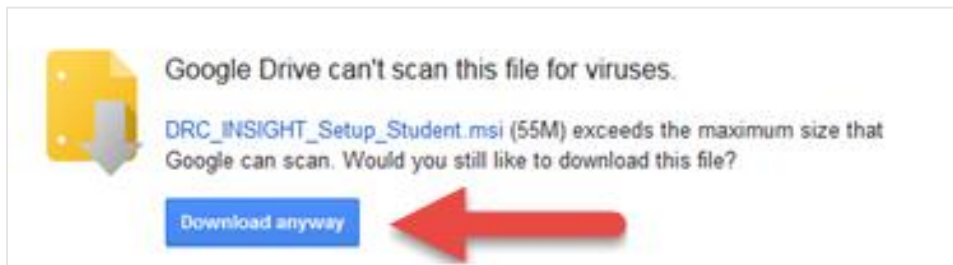 Google Drive can't scan this file for viruses.
DRC_INSIGHT_Setup_Student.msi (55M) exceeds the maximum size that
Google can scan. Would you still like to download this file?
Download anyway